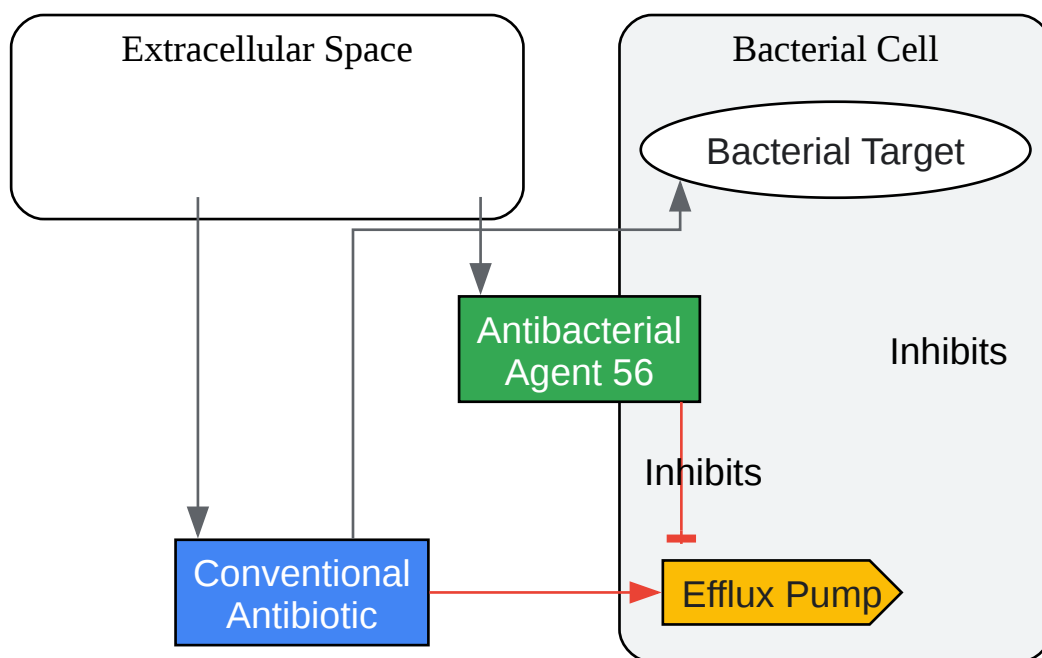 Extracellular Space
Bacterial Cell
Bacterial Target
Antibacterial
Agent 56
Inhibits
Inhibits
Conventional
Antibiotic
Efflux Pump